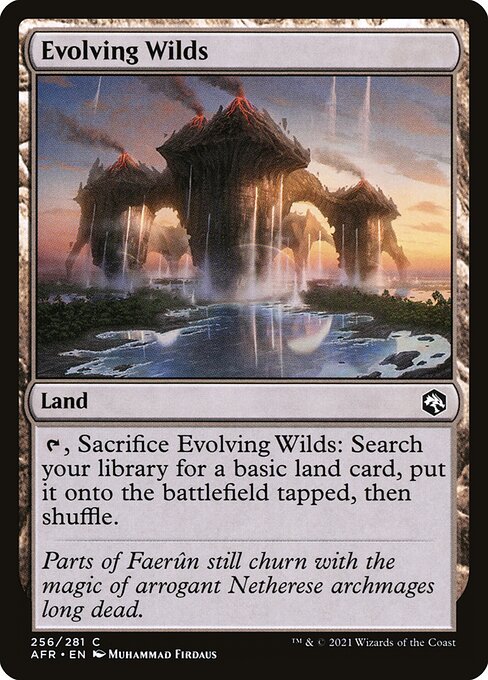 Evolving Wilds
Land
, Sacrifice Evolving Wilds: Search
your library for a basic land card, put
it onto the battlefield tapped, then
shuffle.
Parts of Faerûn still churn with the
magic of arrogant Netherese archmages
long dead.
256/281 C
™ & © 2021 Wizards of the Coast
AFR • EN Muhammad Firdaus